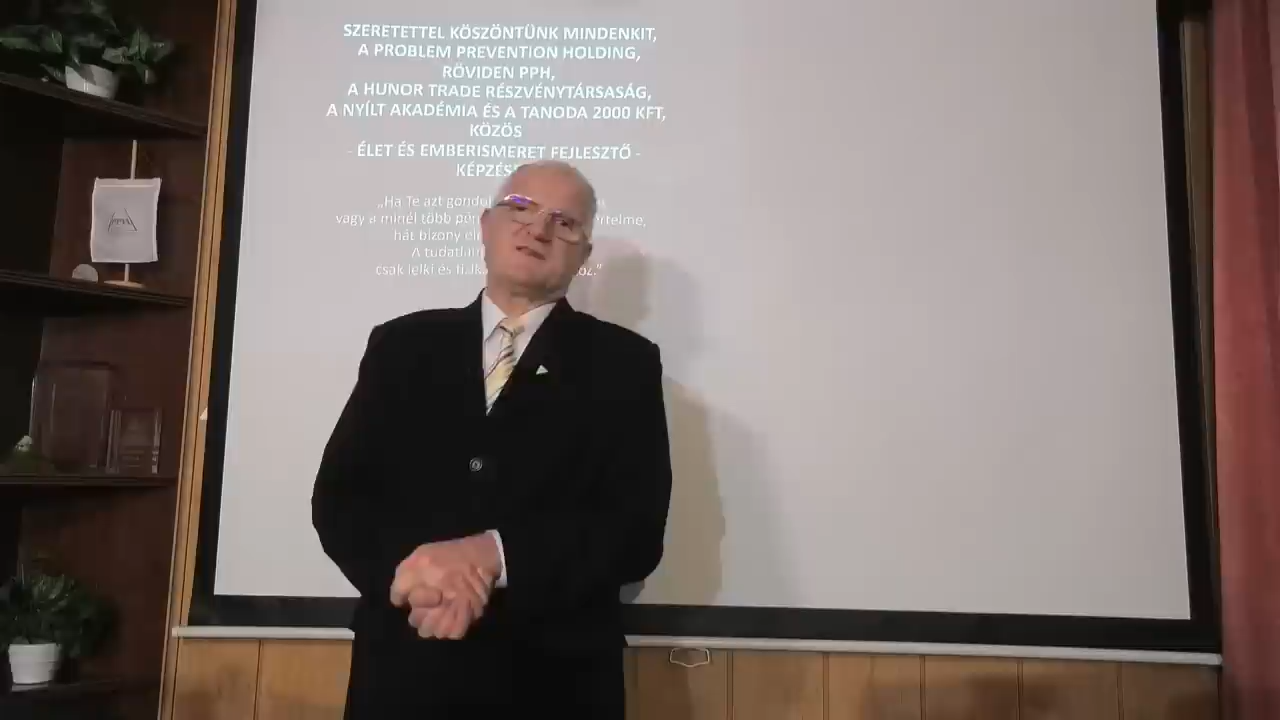 SZERETETTEL KÖSZÖNTÜNK MINDENKIT,
A PROBLEM PREVENTION HOLDING,
RÖVIDEN PPH,
A HUNOR TRADE RÉSZVÉNYTÁRSASÁG,
A NYÍLT AKADÉMIA ÉS A TANODA 2000 KFT,
KÖZÖS
- ÉLET ÉS EMBERISMERET FEJLESZTŐ -
„Ha Te azt
vagy a minél több
hát bizony
A
csak lelki és